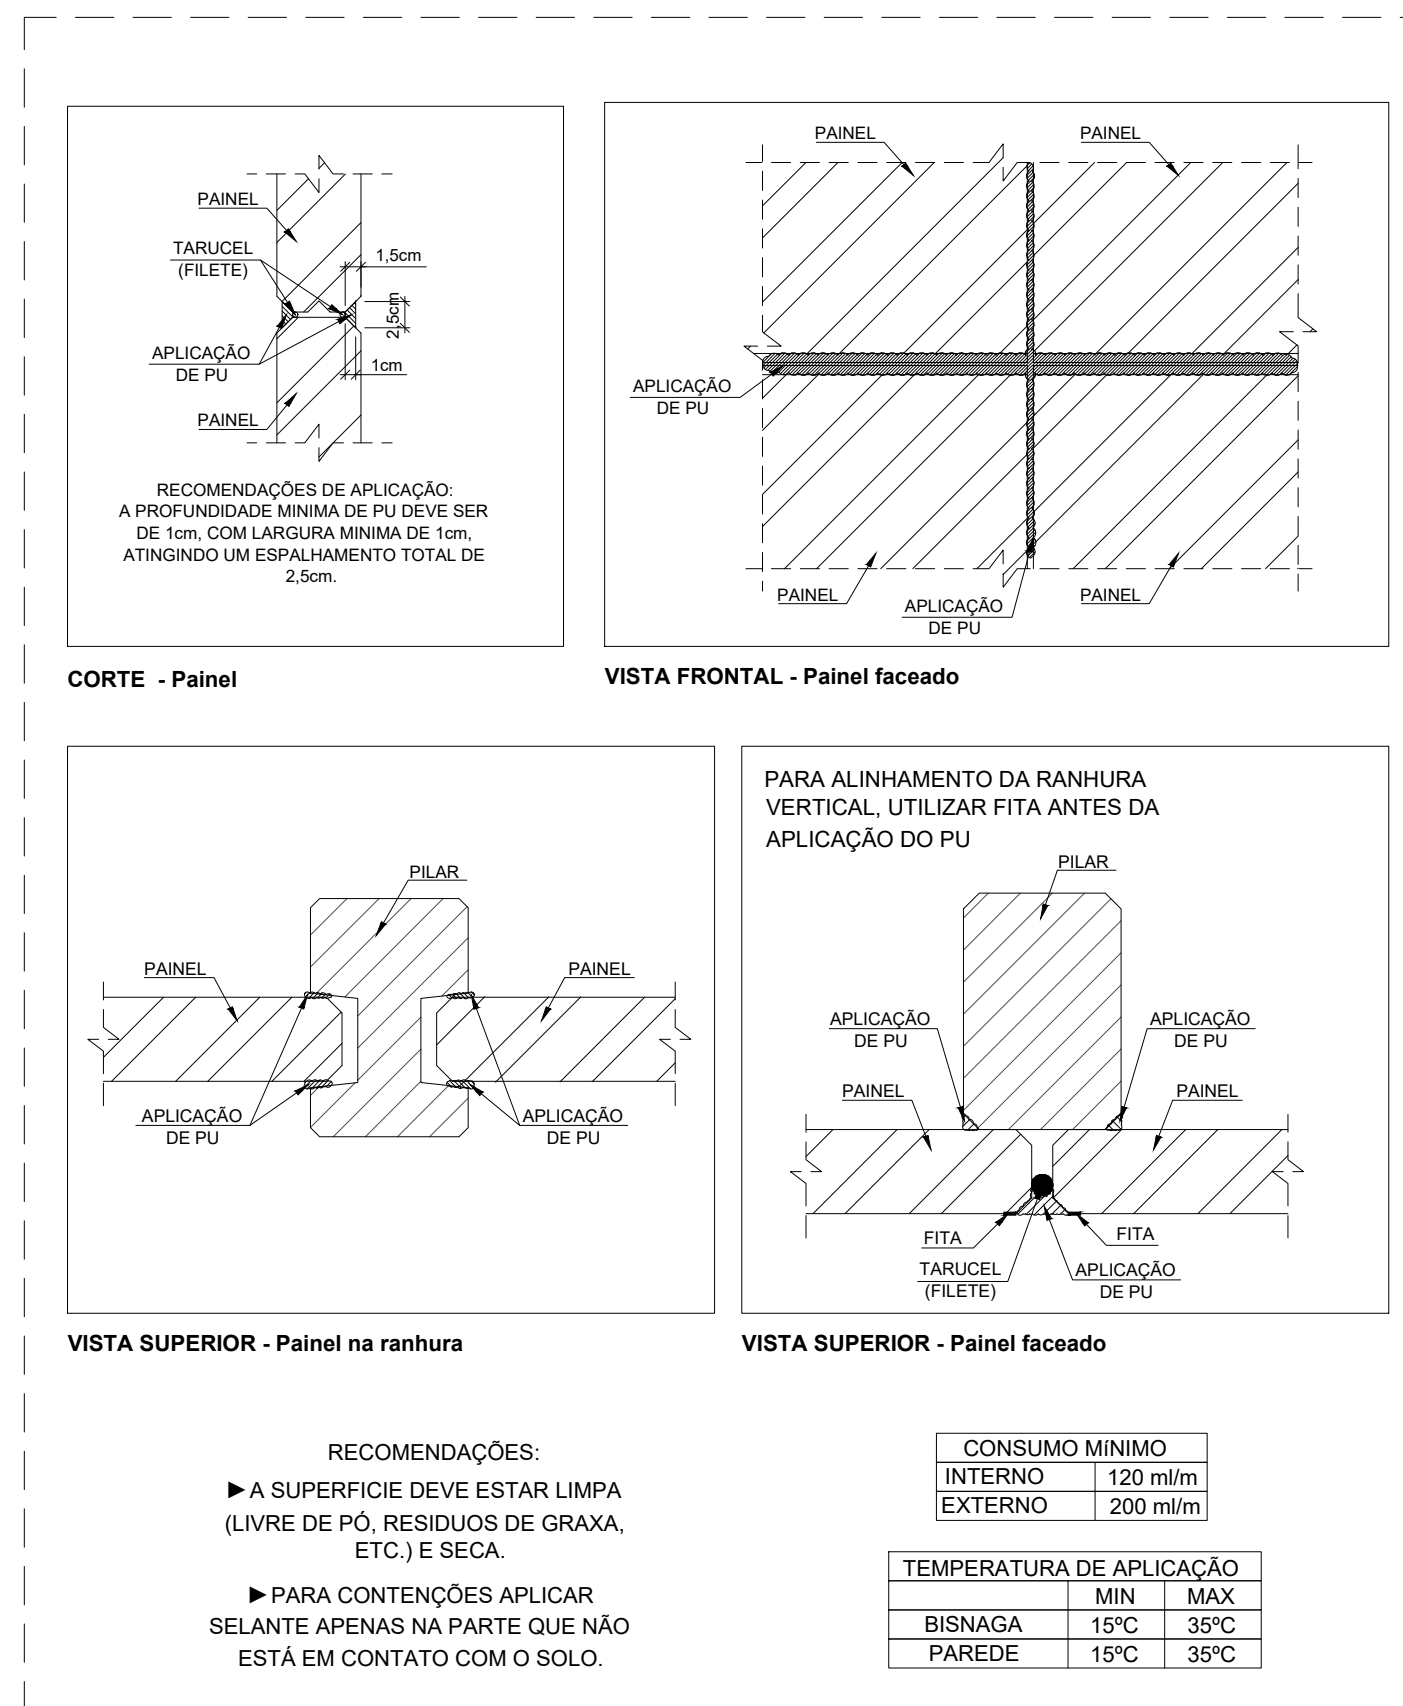 PAINEL
TARUCEL
(FILETE)
1,5cm
2,5cm
APLICAÇÃO
DE PU
1cm
PAINEL
RECOMENDAÇÕES DE APLICAÇÃO:
A PROFUNDIDADE MINIMA DE PU DEVE SER
DE 1cm, COM LARGURA MINIMA DE 1cm,
ATINGINDO UM ESPALHAMENTO TOTAL DE
2,5cm.
CORTE - Painel
PAINEL
PAINEL
APLICAÇÃO
DE PU
PAINEL
APLICAÇÃO
DE PU
PAINEL
VISTA FRONTAL - Painel faceado
PILAR
PAINEL
PAINEL
APLICAÇÃO
DE PU
APLICAÇÃO
DE PU
VISTA SUPERIOR - Painel na ranhura
PARA ALINHAMENTO DA RANHURA
VERTICAL, UTILIZAR FITA ANTES DA
APLICAÇÃO DO PU
PILAR
APLICAÇÃO
DE PU
APLICAÇÃO
DE PU
PAINEL
PAINEL
FITA
FITA
TARUCEL
(FILETE)
APLICAÇÃO
DE PU
VISTA SUPERIOR - Painel faceado
RECOMENDAÇÕES:
►A SUPERFICIE DEVE ESTAR LIMPA
(LIVRE DE PÓ, RESIDUOS DE GRAXA,
ETC.) E SECA.
►PARA CONTENÇÕES APLICAR
SELANTE APENAS NA PARTE QUE NÃO
ESTÁ EM CONTATO COM O SOLO.
CONSUMO MíNIMO
INTERNO 120 ml/m
EXTERNO 200 ml/m
TEMPERATURA DE APLICAÇÃO
MIN MAX
BISNAGA 15ºC 35ºC
PAREDE 15ºC 35ºC